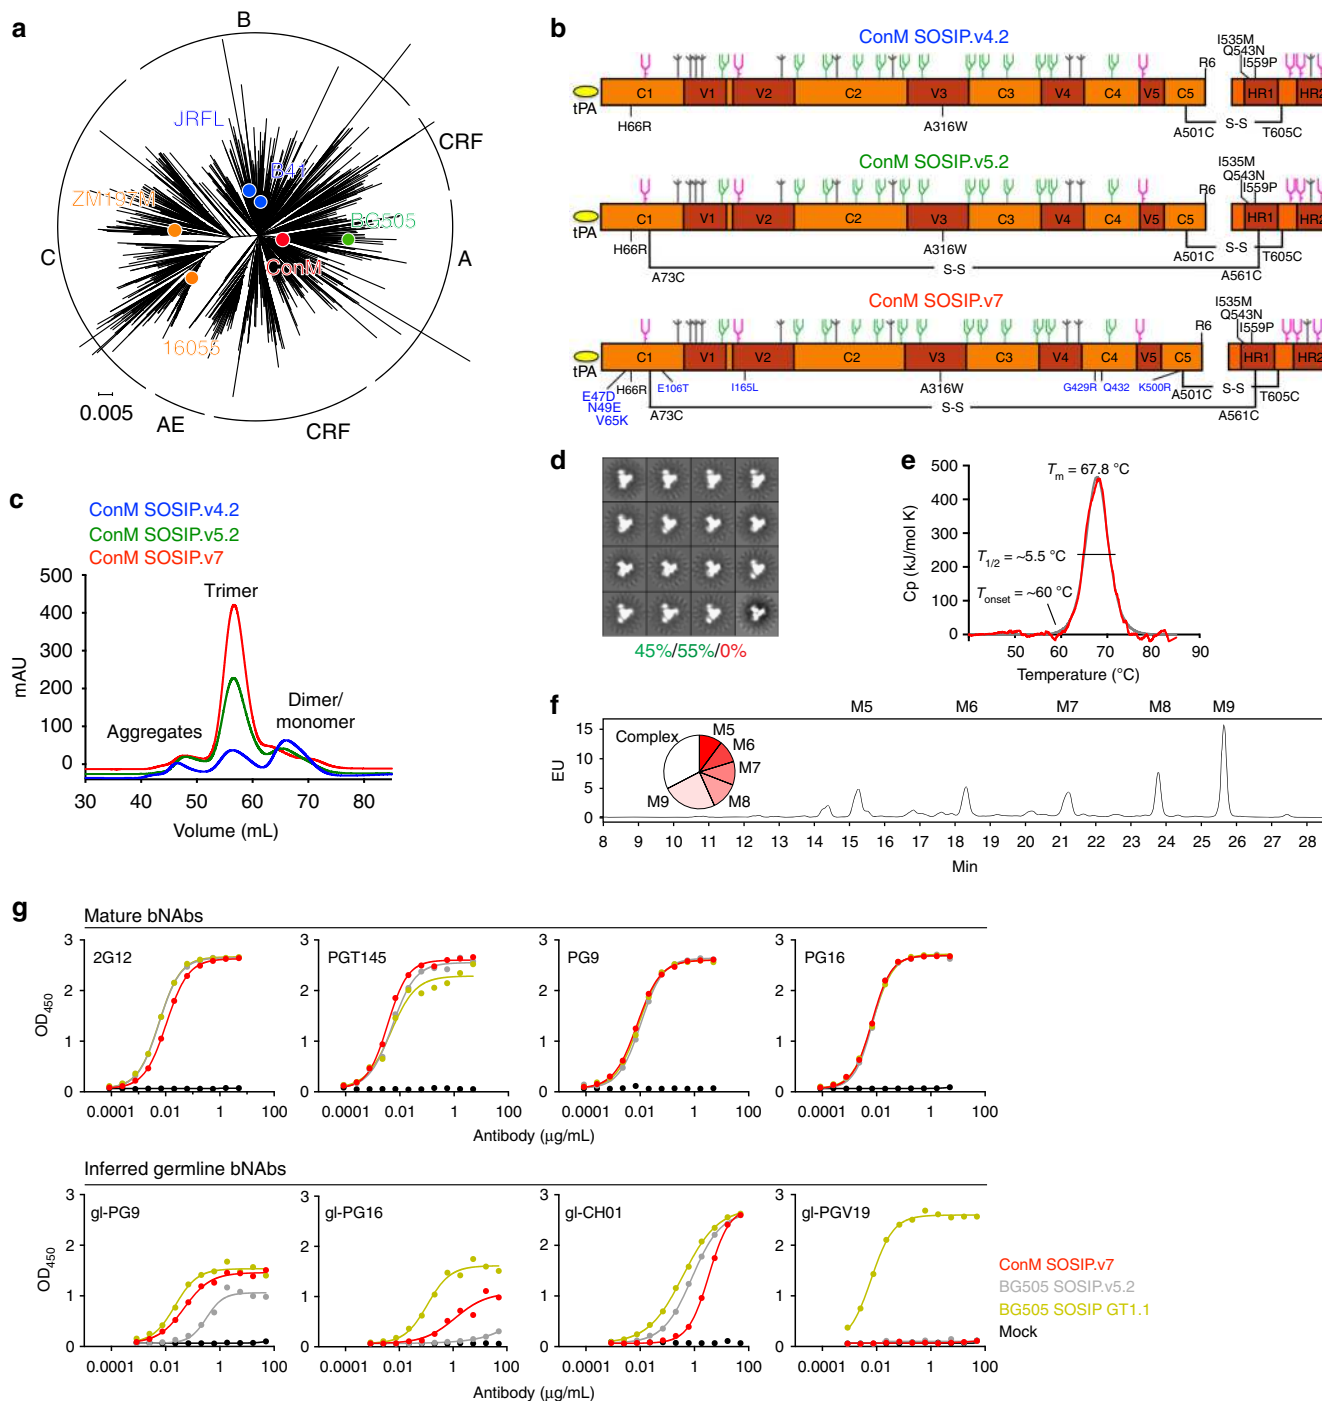 a
B
JRFL
B41
CRF
ZM197M
BG505
C
ConM
A
16055
0.005
AE
CRF
b
ConM SOSIP.v4.2
I535M
Q543N
I559P
R6
tPA
C1
V1
V2
C2
V3
C3
V4
C4
V5
C5
HR1
HR2
H66R
A316W
A501C
S-S
T605C
ConM SOSIP.v5.2
I535M
Q543N
I559P
R6
tPA
C1
V1
V2
C2
V3
C3
V4
C4
V5
C5
HR1
HR2
H66R
A316W
A501C
S-S
T605C
A73C
S-S
A561C
ConM SOSIP.v7
I535M
Q543N
I559P
R6
tPA
C1
V1
V2
C2
V3
C3
V4
C4
V5
C5
HR1
HR2
E47D
N49E
V65K
H66R
E106T
I165L
A316W
G429R
Q432
K500R
A501C
S-S
T605C
A73C
S-S
A561C
c
ConM SOSIP.v4.2
ConM SOSIP.v5.2
ConM SOSIP.v7
500
400
300
200
100
0
mAU
Trimer
Aggregates
Dimer/
monomer
30 40 50 60 70 80
Volume (mL)
d
45%/55%/0%
e
500
400
300
200
100
0
Cp (kJ/mol K)
Tm = 67.8 °C
T1/2 = ~5.5 °C
Tonset = ~60 °C
50 60 70 80 90
Temperature (°C)
f
M5 M6 M7 M8 M9
15
10
5
0
EU
Complex
M5
M6
M7
M8
M9
8 9 10 11 12 13 14 15 16 17 18 19 20 21 22 23 24 25 26 27 28
Min
g
Mature bNAbs
3
2
1
0
OD450
2G12
0.0001 0.01 1 100
3
2
1
0
PGT145
0.0001 0.01 1 100
3
2
1
0
PG9
0.0001 0.01 1 100
3
2
1
0
PG16
0.0001 0.01 1 100
Antibody (µg/mL)
Inferred germline bNAbs
3
2
1
0
OD450
gl-PG9
0.0001 0.01 1 100
3
2
1
0
gl-PG16
0.0001 0.01 1 100
3
2
1
0
gl-CH01
0.0001 0.01 1 100
3
2
1
0
gl-PGV19
0.0001 0.01 1 100
Antibody (µg/mL)
ConM SOSIP.v7
BG505 SOSIP.v5.2
BG505 SOSIP GT1.1
Mock